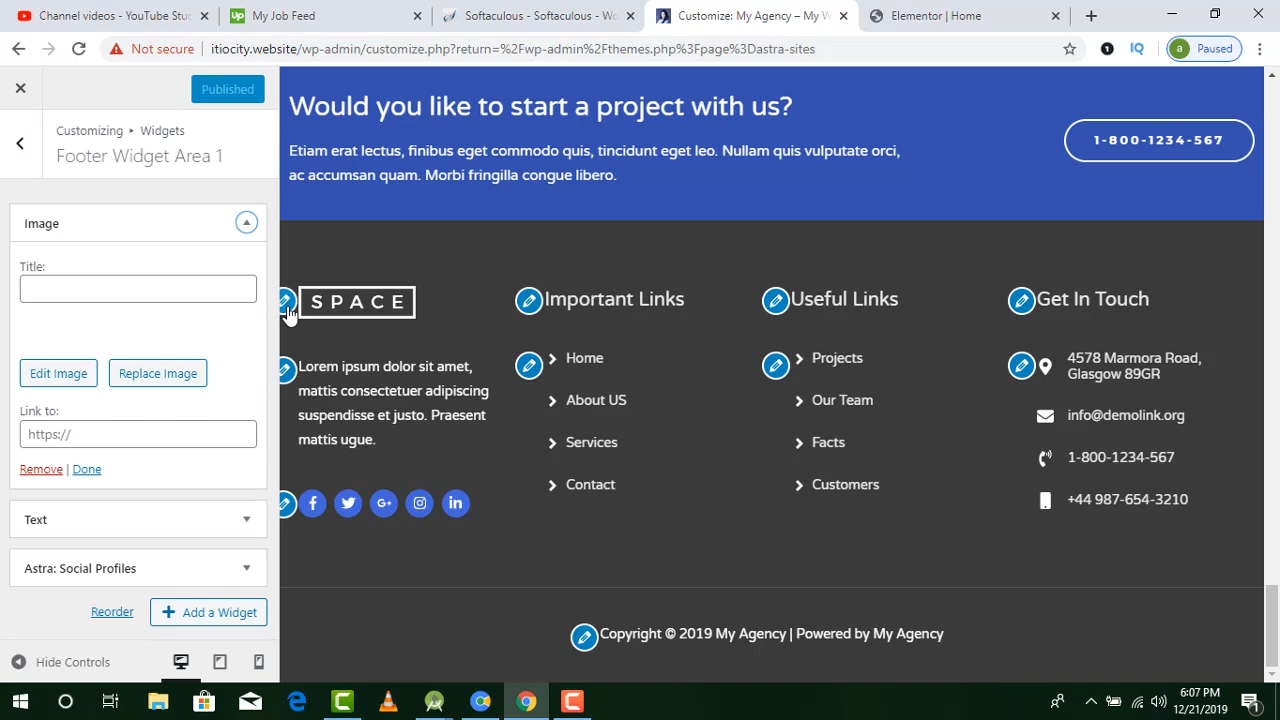 Channel videos - YouTube Stu
My Job Feed
Softaculous - Softaculous - Wo
Customize: My Agency – My W
Elementor | Home
Not secure
itiocity.website/wp-admin/customize.php?return=%2Fwp-admin%2Fthemes.php%3Fpage%3Dastra-sites
IQ
a
Paused
Published
Customizing ▸ Widgets
Footer Widget Area 1
Image
Title:
Edit Image
Replace Image
Link to:
https://
Remove | Done
Text
Astra: Social Profiles
Reorder
Add a Widget
Hide Controls
Would you like to start a project with us?
Etiam erat lectus, finibus eget commodo quis, tincidunt eget leo. Nullam quis vulputate orci,
ac accumsan quam. Morbi fringilla congue libero.
1-800-1234-567
SPACE
Lorem ipsum dolor sit amet,
mattis consectetuer adipiscing
suspendisse et justo. Praesent
mattis ugue.
Important Links
Home
About US
Services
Contact
Useful Links
Projects
Our Team
Facts
Customers
Get In Touch
4578 Marmora Road,
Glasgow 89GR
info@demolink.org
1-800-1234-567
+44 987-654-3210
Copyright © 2019 My Agency | Powered by My Agency
6:07 PM
12/21/2019